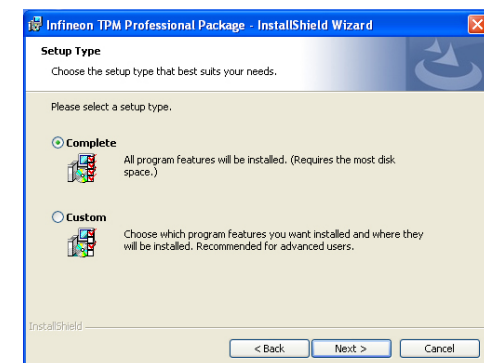 Infineon TPM Professional Package - InstallShield Wizard
Setup Type
Choose the setup type that best suits your needs.
Please select a setup type.
Complete
All program features will be installed. (Requires the most disk
space.)
Custom
Choose which program features you want installed and where they
will be installed. Recommended for advanced users.
InstallShield
< Back Next > Cancel